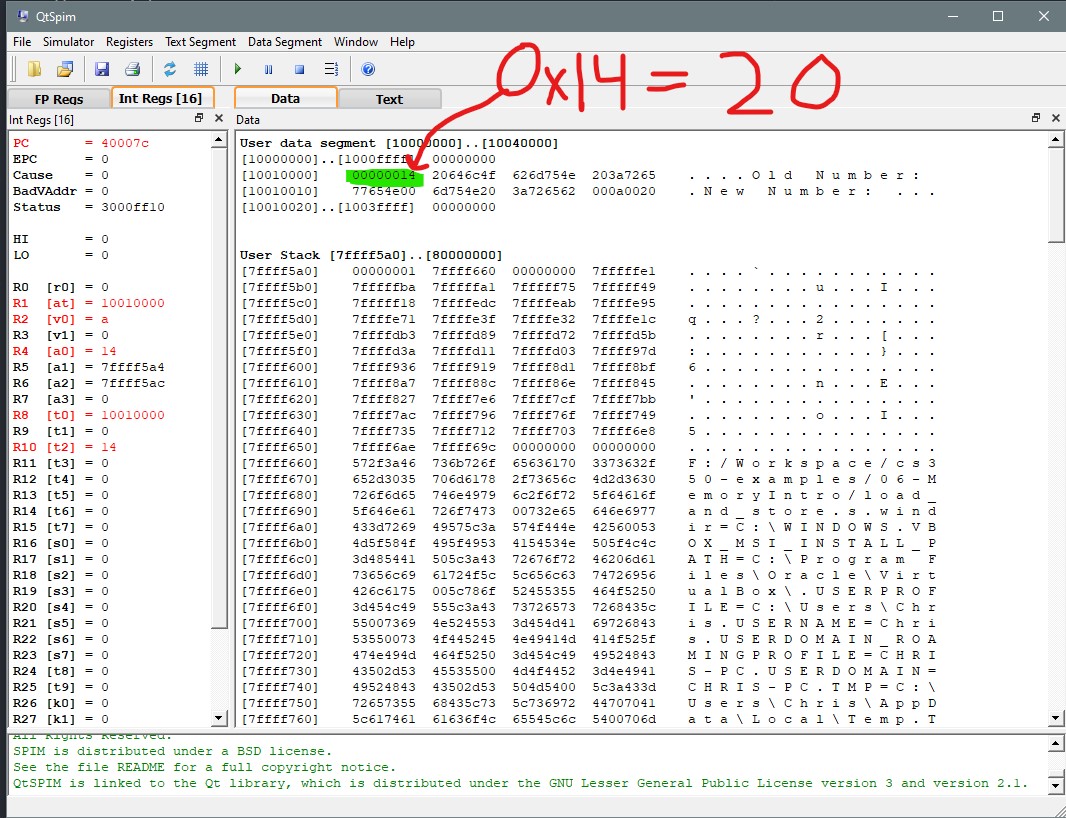 QtSpim
File Simulator Registers Text Segment Data Segment Window Help
0x14 = 20
FP Regs Int Regs [16] Data Text
Int Regs [16] Data
PC = 40007c
EPC = 0
Cause = 0
BadVAddr = 0
Status = 3000ff10
HI = 0
LO = 0
R0 [r0] = 0
R1 [at] = 10010000
R2 [v0] = a
R3 [v1] = 0
R4 [a0] = 14
R5 [a1] = 7ffff5a4
R6 [a2] = 7ffff5ac
R7 [a3] = 0
R8 [t0] = 10010000
R9 [t1] = 0
R10 [t2] = 14
R11 [t3] = 0
R12 [t4] = 0
R13 [t5] = 0
R14 [t6] = 0
R15 [t7] = 0
R16 [s0] = 0
R17 [s1] = 0
R18 [s2] = 0
R19 [s3] = 0
R20 [s4] = 0
R21 [s5] = 0
R22 [s6] = 0
R23 [s7] = 0
R24 [t8] = 0
R25 [t9] = 0
R26 [k0] = 0
R27 [k1] = 0
User data segment [10000000]..[10040000]
[10000000]..[1000ffff] 00000000
[10010000] 00000014 20646c4f 626d754e 203a7265 . . . . O l d N u m b e r :
[10010010] 77654e00 6d754e20 3a726562 000a0020 . N e w N u m b e r : . . .
[10010020]..[1003ffff] 00000000
User Stack [7ffff5a0]..[80000000]
[7ffff5a0] 00000001 7ffff660 00000000 7fffffe1 . . . . ` . . . . . . . . . . .
[7ffff5b0] 7fffffba 7fffffa1 7fffff75 7fffff49 . . . . . . . . u . . . I . . .
[7ffff5c0] 7fffff18 7ffffedc 7ffffeab 7ffffe95 . . . . . . . . . . . . . . . .
[7ffff5d0] 7ffffe71 7ffffe3f 7ffffe32 7ffffe1c q . . . ? . . . 2 . . . . . . .
[7ffff5e0] 7ffffdb3 7ffffd89 7ffffd72 7ffffd5b . . . . . . . . r . . . [ . . .
[7ffff5f0] 7ffffd3a 7ffffd11 7ffffd03 7ffff97d : . . . . . . . . . . . } . . .
[7ffff600] 7ffff936 7ffff919 7ffff8d1 7ffff8bf 6 . . . . . . . . . . . . . . .
[7ffff610] 7ffff8a7 7ffff88c 7ffff86e 7ffff845 . . . . . . . . n . . . E . . .
[7ffff620] 7ffff827 7ffff7e6 7ffff7cf 7ffff7bb ' . . . . . . . . . . . . . . .
[7ffff630] 7ffff7ac 7ffff796 7ffff76f 7ffff749 . . . . . . . . o . . . I . . .
[7ffff640] 7ffff735 7ffff712 7ffff703 7ffff6e8 5 . . . . . . . . . . . . . . .
[7ffff650] 7ffff6ae 7ffff69c 00000000 00000000 . . . . . . . . . . . . . . . .
[7ffff660] 572f3a46 736b726f 65636170 3373632f F : / W o r k s p a c e / c s 3
[7ffff670] 652d3035 706d6178 2f73656c 4d2d3630 5 0 - e x a m p l e s / 0 6 - M
[7ffff680] 726f6d65 746e4979 6c2f6f72 5f64616f e m o r y I n t r o / l o a d _
[7ffff690] 5f646e61 726f7473 00732e65 646e6977 a n d _ s t o r e . s . w i n d
[7ffff6a0] 433d7269 49575c3a 574f444e 42560053 i r = C : \ W I N D O W S . V B
[7ffff6b0] 4d5f584f 495f4953 4154534e 505f4c4c O X _ M S I _ I N S T A L L _ P
[7ffff6c0] 3d485441 505c3a43 72676f72 46206d61 A T H = C : \ P r o g r a m F
[7ffff6d0] 73656c69 61724f5c 5c656c63 74726956 i l e s \ O r a c l e \ V i r t
[7ffff6e0] 426c6175 005c786f 52455355 464f5250 u a l B o x \ . U S E R P R O F
[7ffff6f0] 3d454c49 555c3a43 73726573 7268435c I L E = C : \ U s e r s \ C h r
[7ffff700] 55007369 4e524553 3d454d41 69726843 i s . U S E R N A M E = C h r i
[7ffff710] 53550073 4f445245 4e49414d 414f525f s . U S E R D O M A I N _ R O A
[7ffff720] 474e494d 464f5250 3d454c49 49524843 M I N G P R O F I L E = C H R I
[7ffff730] 43502d53 45535500 4d4f4452 3d4e4941 S - P C . U S E R D O M A I N =
[7ffff740] 49524843 43502d53 504d5400 5c3a433d C H R I S - P C . T M P = C : \
[7ffff750] 72657355 68435c73 5c736972 44707041 U s e r s \ C h r i s \ A p p D
[7ffff760] 5c617461 61636f4c 65545c6c 5400706d a t a \ L o c a l \ T e m p . T
All Rights Reserved.
SPIM is distributed under a BSD license.
See the file README for a full copyright notice.
QtSPIM is linked to the Qt library, which is distributed under the GNU Lesser General Public License version 3 and version 2.1.